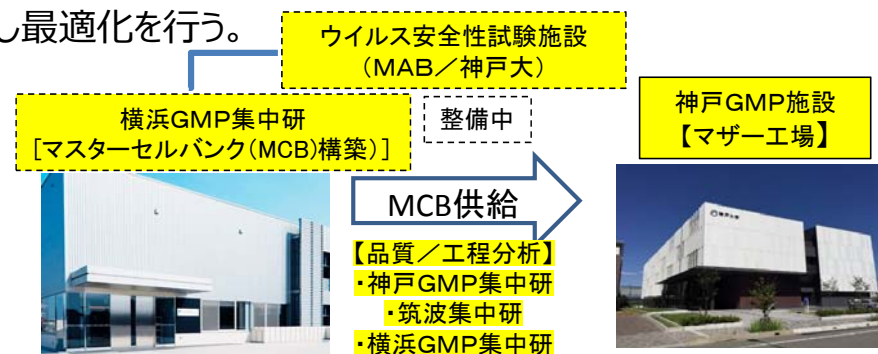 し最適化を行う。
ウイルス安全性試験施設
（MAB／神戸大）
横浜GMP集中研
[マスターセルバンク（MCB)構築）]
整備中
神戸GMP施設
【マザー工場】
MCB供給
【品質／工程分析】
・神戸GMP集中研
・筑波集中研
・横浜GMP集中研
神戸大学